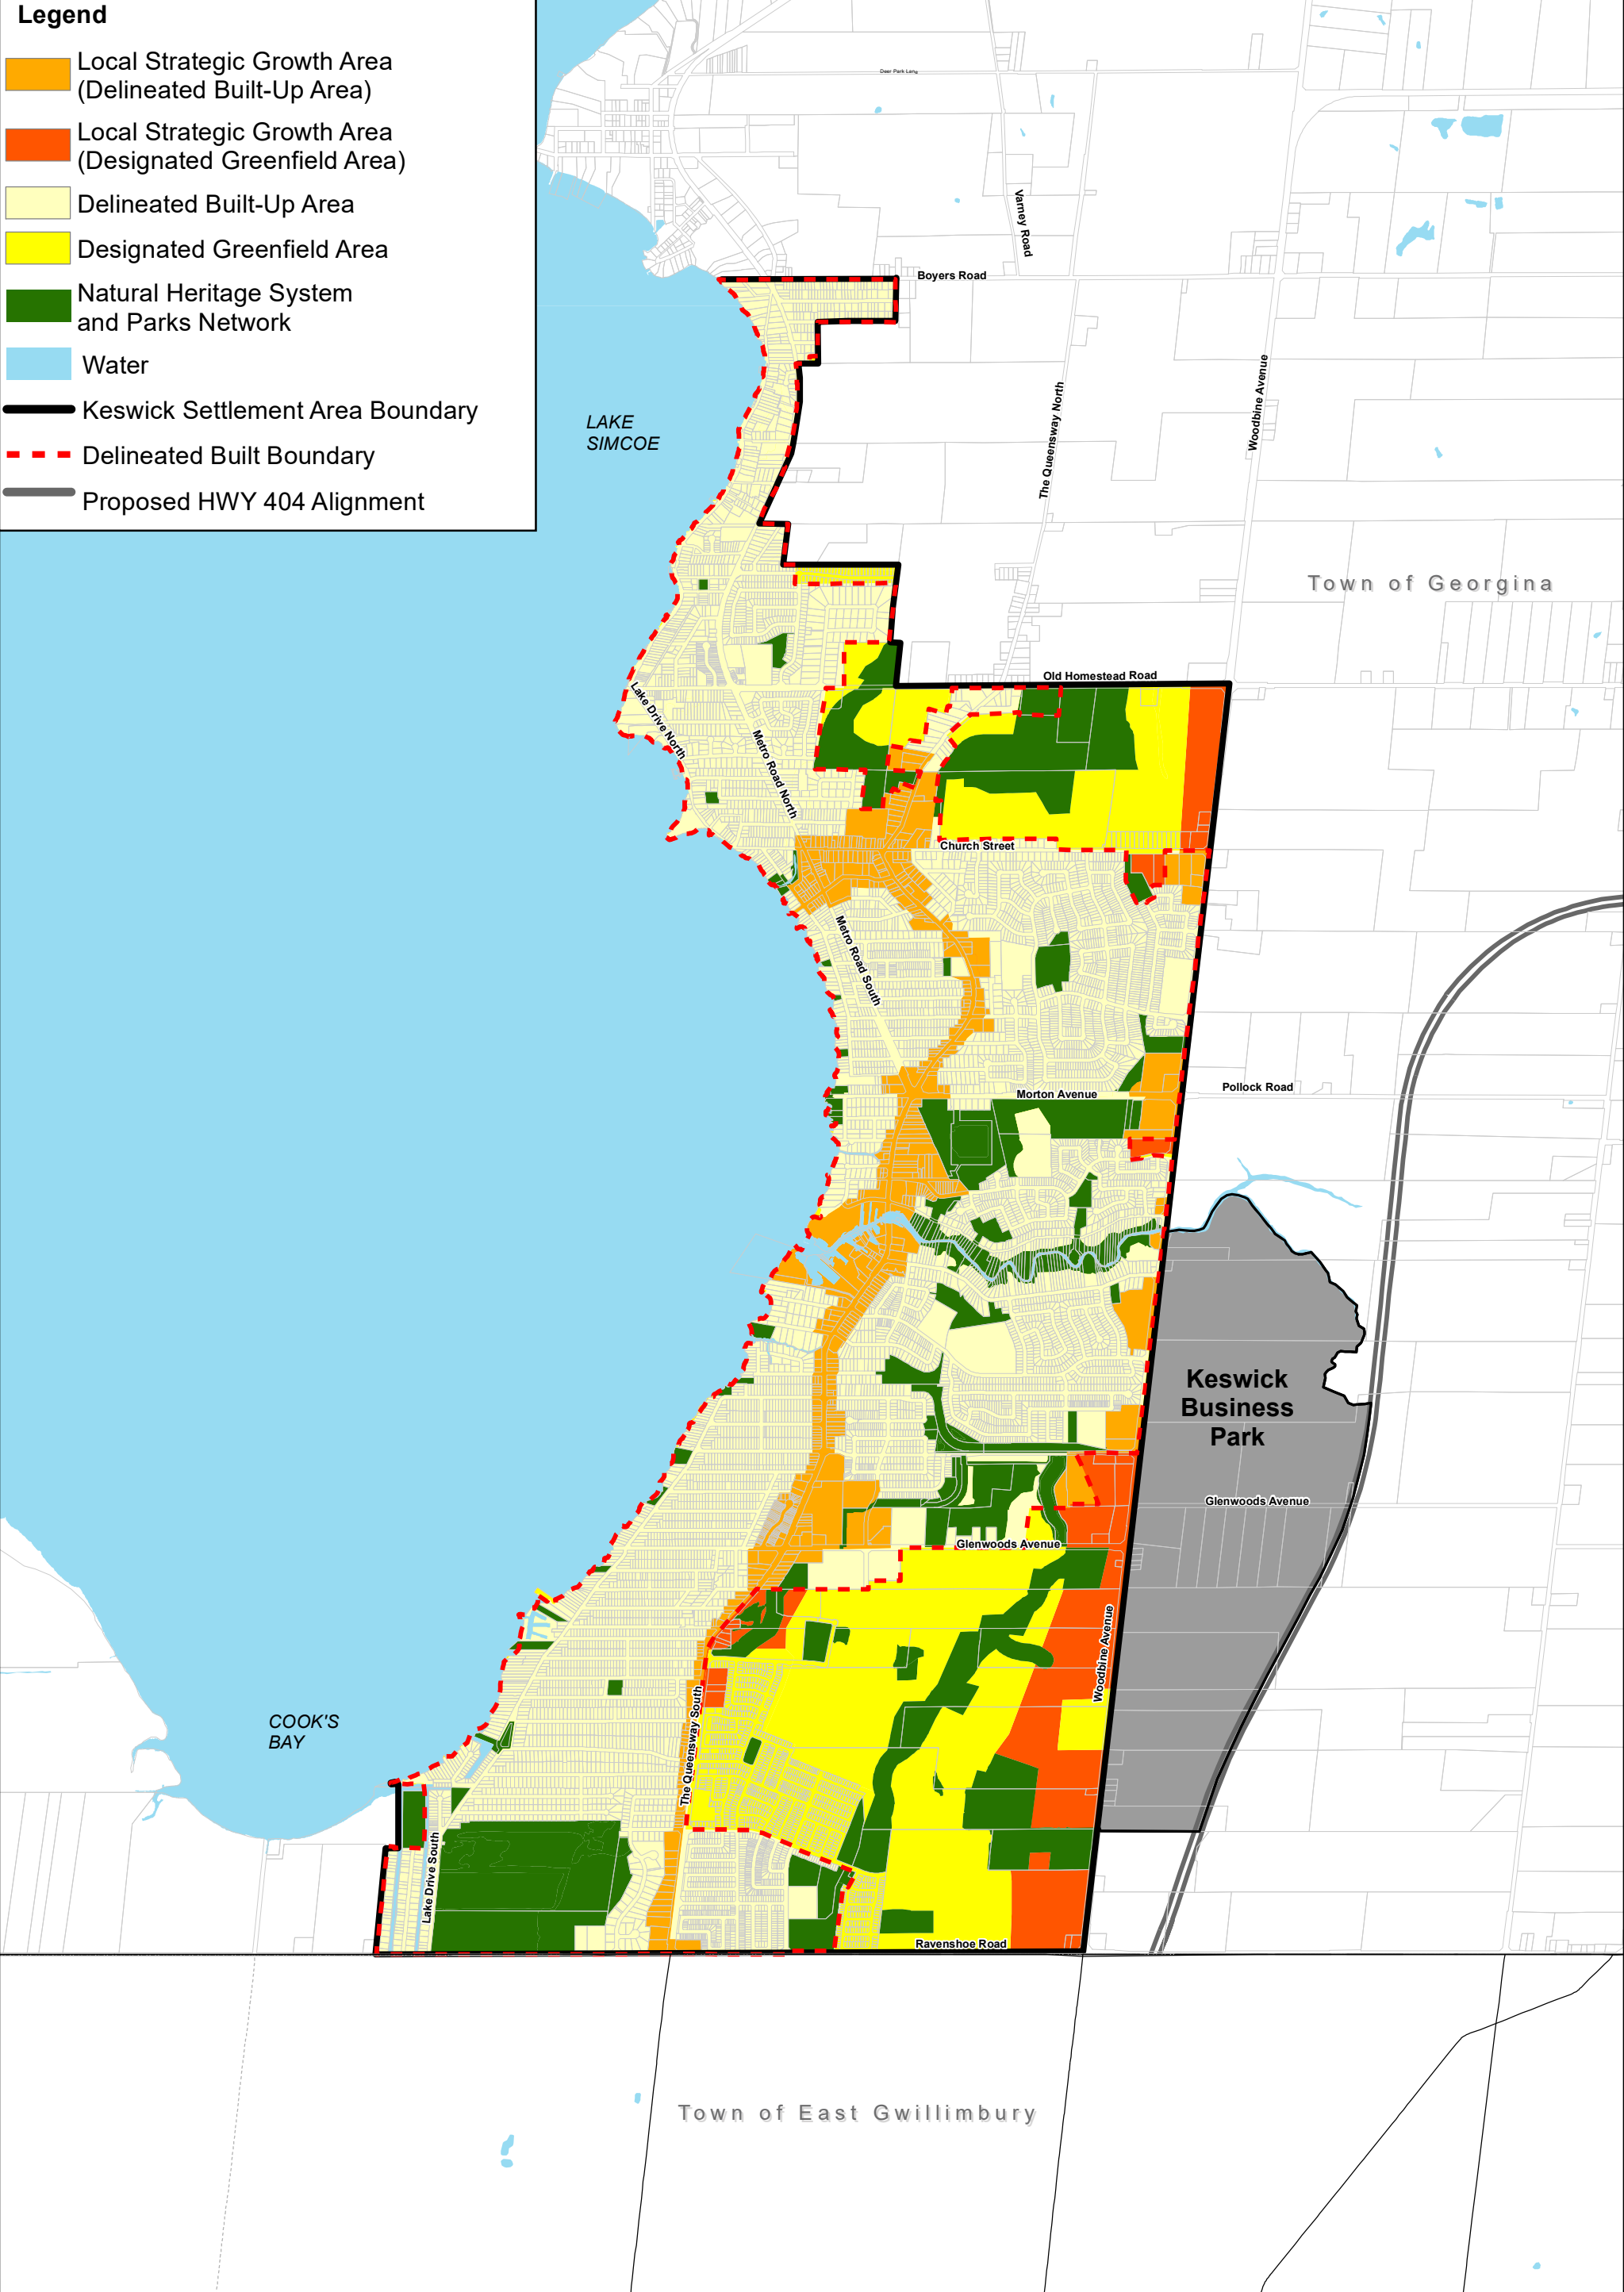 Legend
Local Strategic Growth Area
(Delineated Built-Up Area)
Local Strategic Growth Area
(Designated Greenfield Area)
Delineated Built-Up Area
Designated Greenfield Area
Natural Heritage System
and Parks Network
Water
Keswick Settlement Area Boundary
Delineated Built Boundary
Proposed HWY 404 Alignment
Deer Park Lane
Varney Road
Boyers Road
LAKE
SIMCOE
The Queensway North
Woodbine Avenue
Town of Georgina
Old Homestead Road
Lake Drive North
Metro Road North
Church Street
Metro Road South
Morton Avenue
Pollock Road
Keswick
Business
Park
Glenwoods Avenue
Glenwoods Avenue
Woodbine Avenue
The Queensway South
COOK'S
BAY
Lake Drive South
Ravenshoe Road
Town of East Gwillimbury